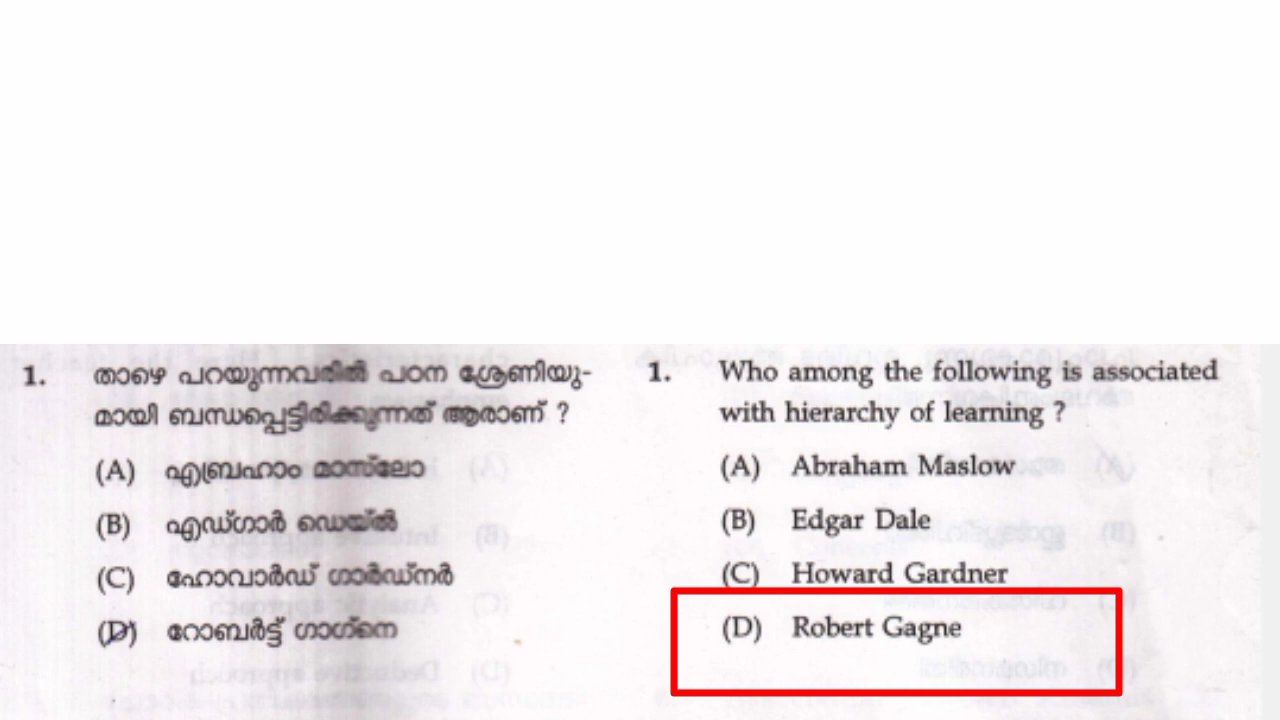 1. താഴെ പറയുന്നവരിൽ പഠന ശ്രേണിയു-
മായി ബന്ധപ്പെട്ടിരിക്കുന്നത് ആരാണ് ?
(A) എബ്രഹാം മാസ്‌ലോ
(B) എഡ്ഗാർ ഡെയ്ൽ
(C) ഹോവാർഡ് ഗാർഡ്നർ
(D) റോബർട്ട് ഗാഗ്നെ
1. Who among the following is associated
with hierarchy of learning ?
(A) Abraham Maslow
(B) Edgar Dale
(C) Howard Gardner
(D) Robert Gagne